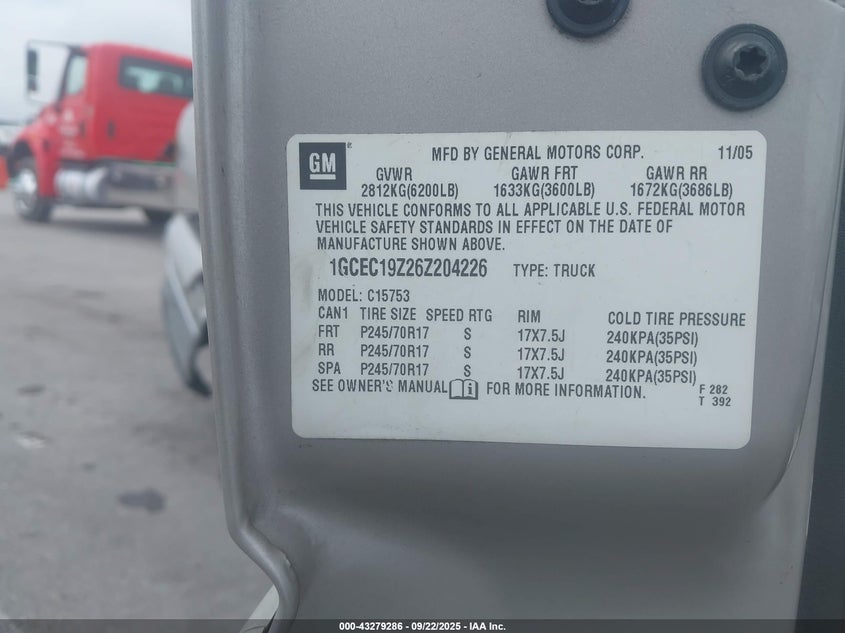 GM ®
MFD BY GENERAL MOTORS CORP. 11/05
GVWR GAWR FRT GAWR RR
2812KG(6200LB) 1633KG(3600LB) 1672KG(3686LB)
THIS VEHICLE CONFORMS TO ALL APPLICABLE U.S. FEDERAL MOTOR
VEHICLE SAFETY STANDARDS IN EFFECT ON THE DATE OF
MANUFACTURE SHOWN ABOVE.
1GCEC19Z26Z204226 TYPE: TRUCK
MODEL: C15753
CAN1 TIRE SIZE SPEED RTG RIM COLD TIRE PRESSURE
FRT P245/70R17 S 17X7.5J 240KPA(35PSI)
RR P245/70R17 S 17X7.5J 240KPA(35PSI)
SPA P245/70R17 S 17X7.5J 240KPA(35PSI)
SEE OWNER'S MANUAL i FOR MORE INFORMATION.
F 282
T 392
000-43279286 - 09/22/2025 - IAA Inc.